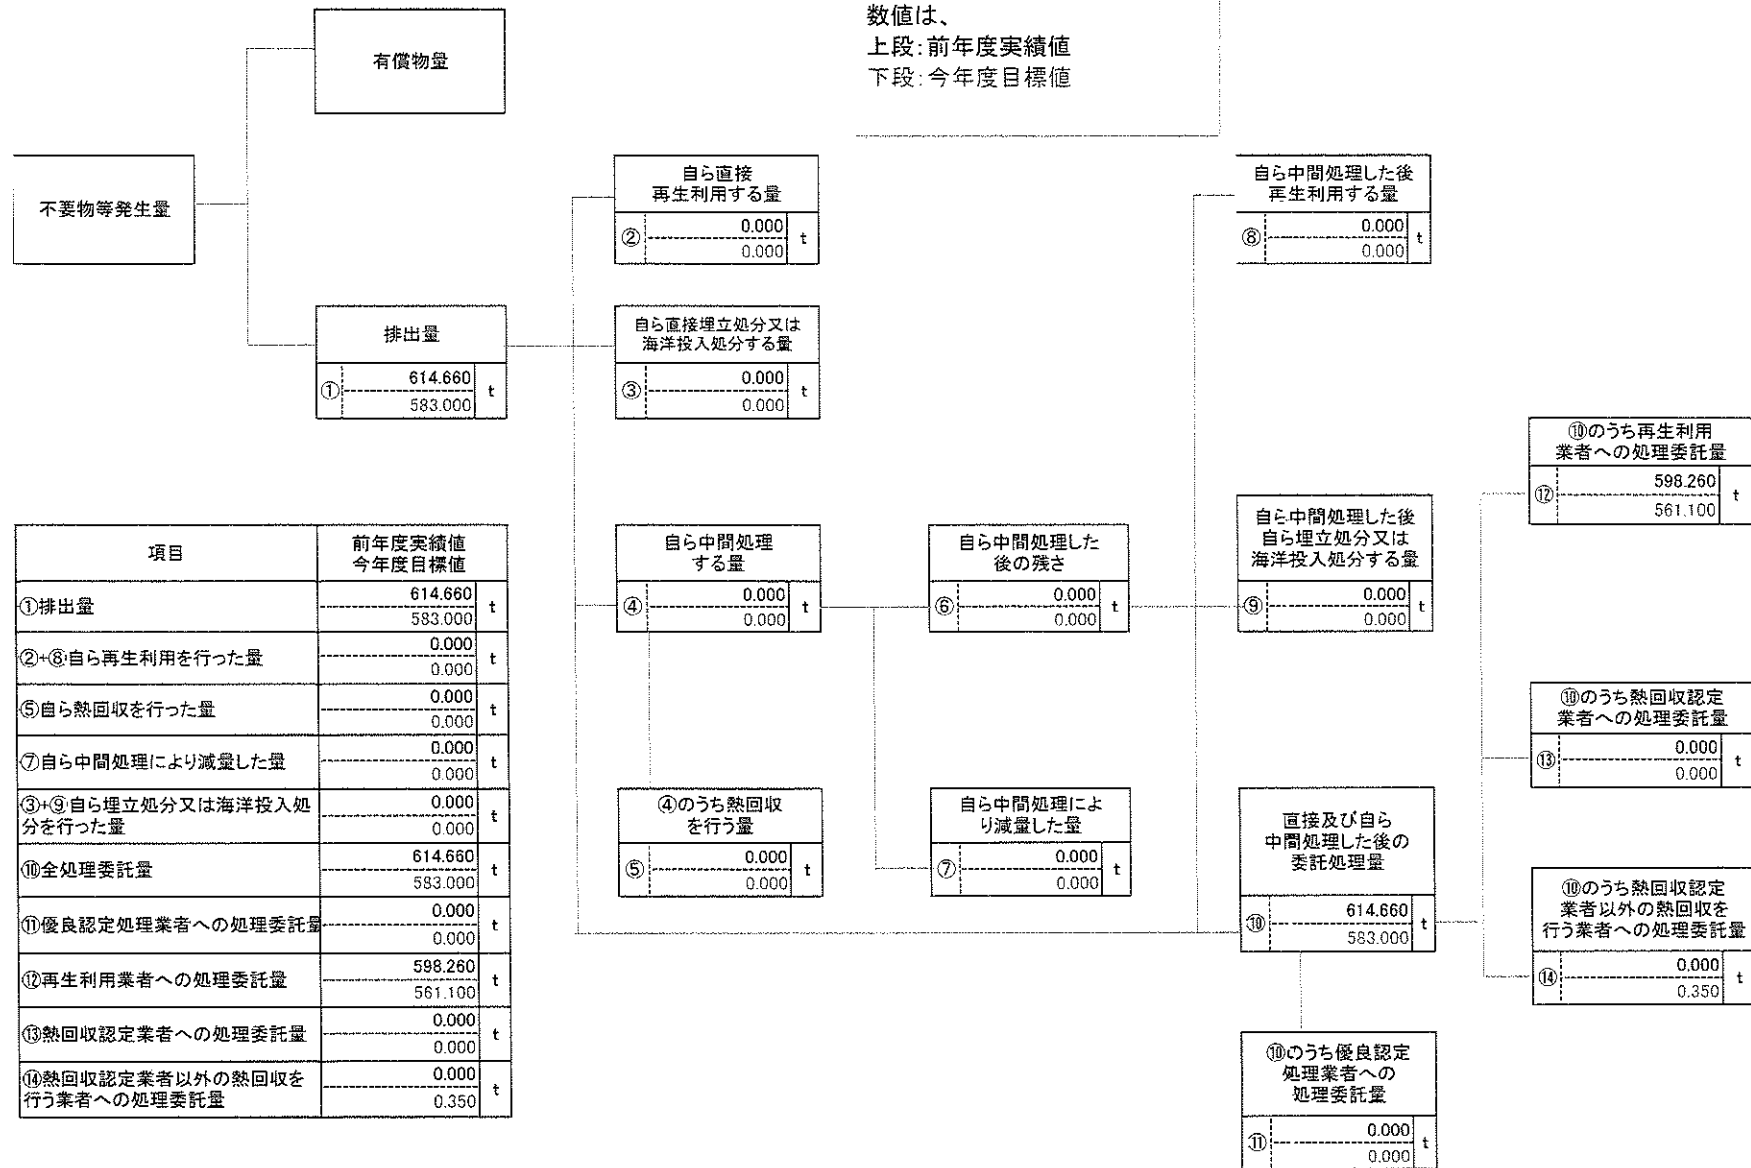 数値は、
上段:前年度実績値
下段:今年度目標値
有償物量
不要物等発生量
排出量
①
614.660
583.000
t
自ら直接
再生利用する量
②
0.000
0.000
t
自ら直接埋立処分又は
海洋投入処分する量
③
0.000
0.000
t
自ら中間処理した後
再生利用する量
⑧
0.000
0.000
t
自ら中間処理
する量
④
0.000
0.000
t
自ら中間処理した
後の残さ
⑥
0.000
0.000
t
自ら中間処理した後
自ら埋立処分又は
海洋投入処分する量
⑨
0.000
0.000
t
④のうち熱回収
を行う量
⑤
0.000
0.000
t
自ら中間処理によ
り減量した量
⑦
0.000
0.000
t
直接及び自ら
中間処理した後の
委託処理量
⑩
614.660
583.000
t
⑩のうち優良認定
処理業者への
処理委託量
⑪
0.000
0.000
t
⑩のうち再生利用
業者への処理委託量
⑫
598.260
561.100
t
⑩のうち熱回収認定
業者への処理委託量
⑬
0.000
0.000
t
⑩のうち熱回収認定
業者以外の熱回収を
行う業者への処理委託量
⑭
0.000
0.350
t
項目
前年度実績値
今年度目標値
①排出量
614.660
583.000
t
②+⑧自ら再生利用を行った量
0.000
0.000
t
⑤自ら熱回収を行った量
0.000
0.000
t
⑦自ら中間処理により減量した量
0.000
0.000
t
③+⑨自ら埋立処分又は海洋投入処
分を行った量
0.000
0.000
t
⑩全処理委託量
614.660
583.000
t
⑪優良認定処理業者への処理委託量
0.000
0.000
t
⑫再生利用業者への処理委託量
598.260
561.100
t
⑬熱回収認定業者への処理委託量
0.000
0.000
t
⑭熱回収認定業者以外の熱回収を
行う業者への処理委託量
0.000
0.350
t